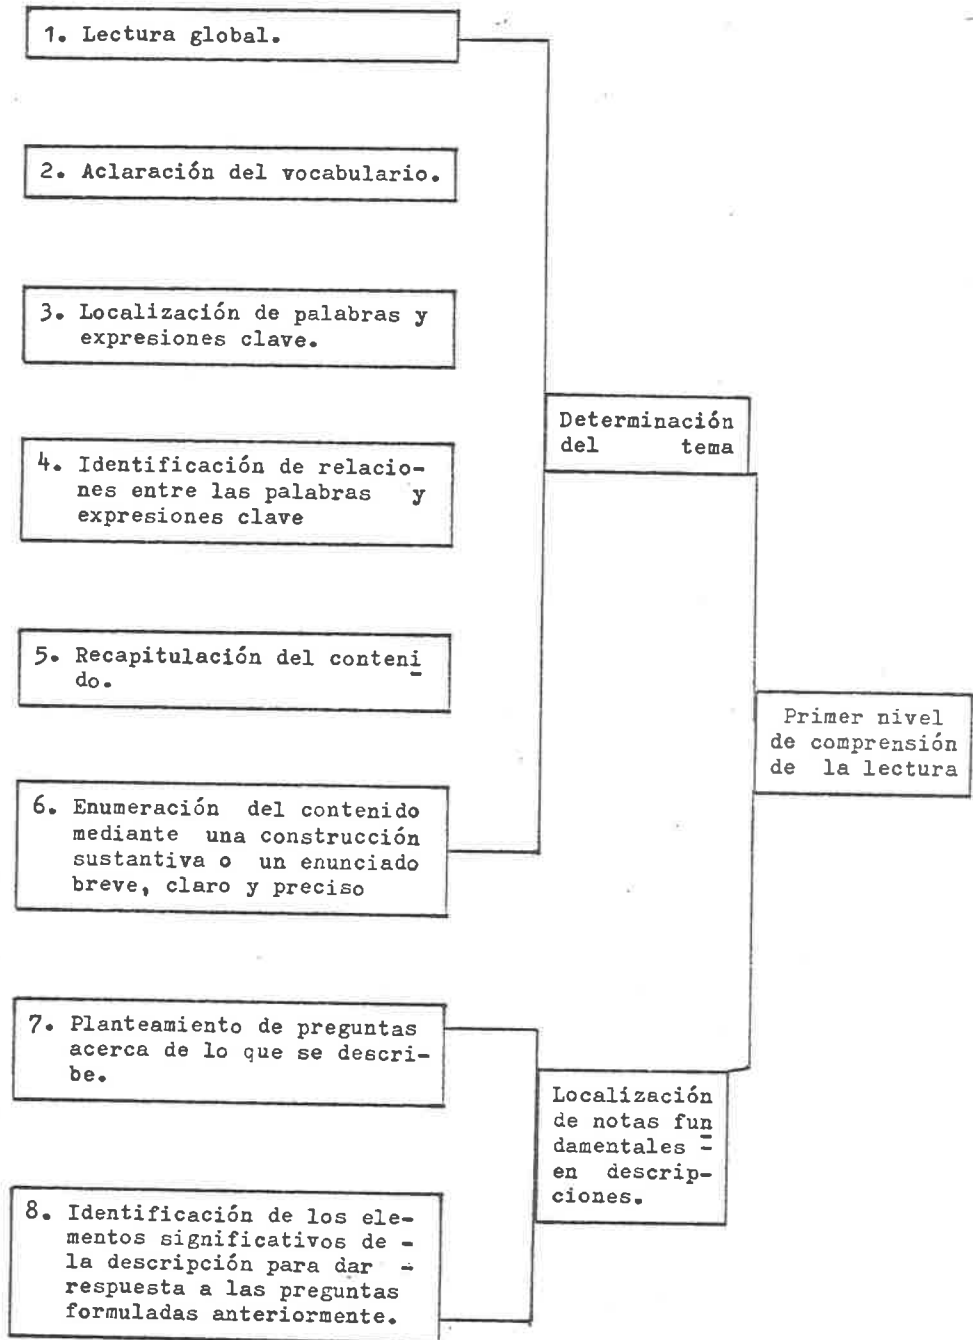 1. Lectura global.
2. Aclaración del vocabulario.
3. Localización de palabras y
expresiones clave.
4. Identificación de relacio-
nes entre las palabras y
expresiones clave
5. Recapitulación del conteni
do.
6. Enumeración del contenido
mediante una construcción
sustantiva o un enunciado
breve, claro y preciso
7. Planteamiento de preguntas
acerca de lo que se descri-
be.
8. Identificación de los ele-
mentos significativos de -
la descripción para dar -
respuesta a las preguntas
formuladas anteriormente.
Determinación
del tema
Localización
de notas fun
damentales -
en descrip-
ciones.
Primer nivel
de comprensión
de la lectura